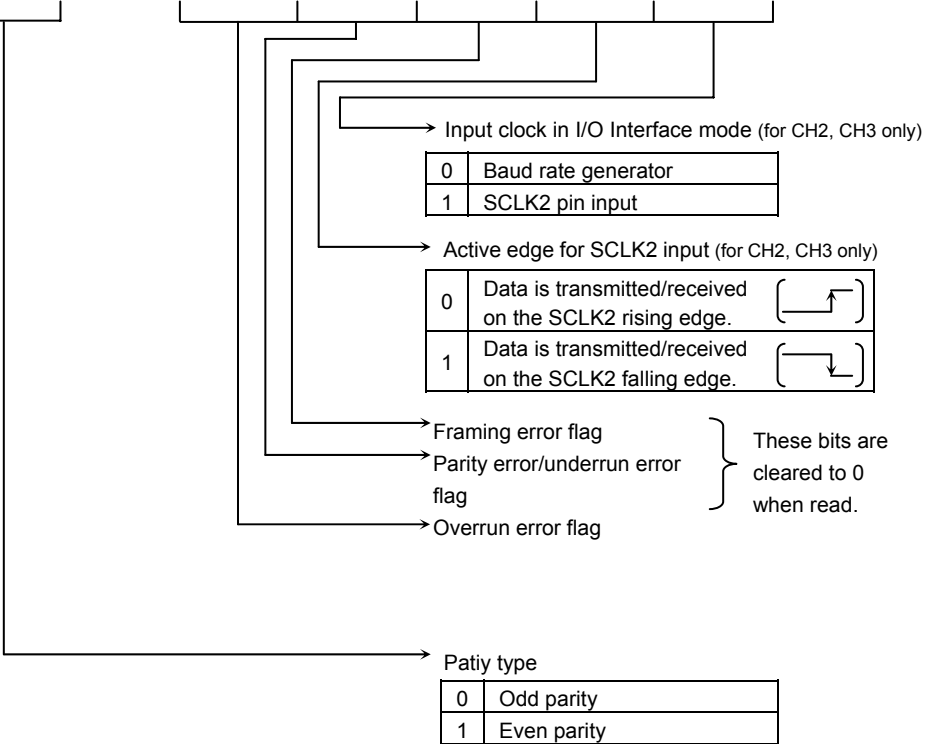 Input clock in I/O Interface mode (for CH2, CH3 only)
0 Baud rate generator
1 SCLK2 pin input
Active edge for SCLK2 input (for CH2, CH3 only)
0 Data is transmitted/received
on the SCLK2 rising edge.
1 Data is transmitted/received
on the SCLK2 falling edge.
Framing error flag
Parity error/underrun error
flag
Overrun error flag
These bits are
cleared to 0
when read.
Patiy type
0 Odd parity
1 Even parity